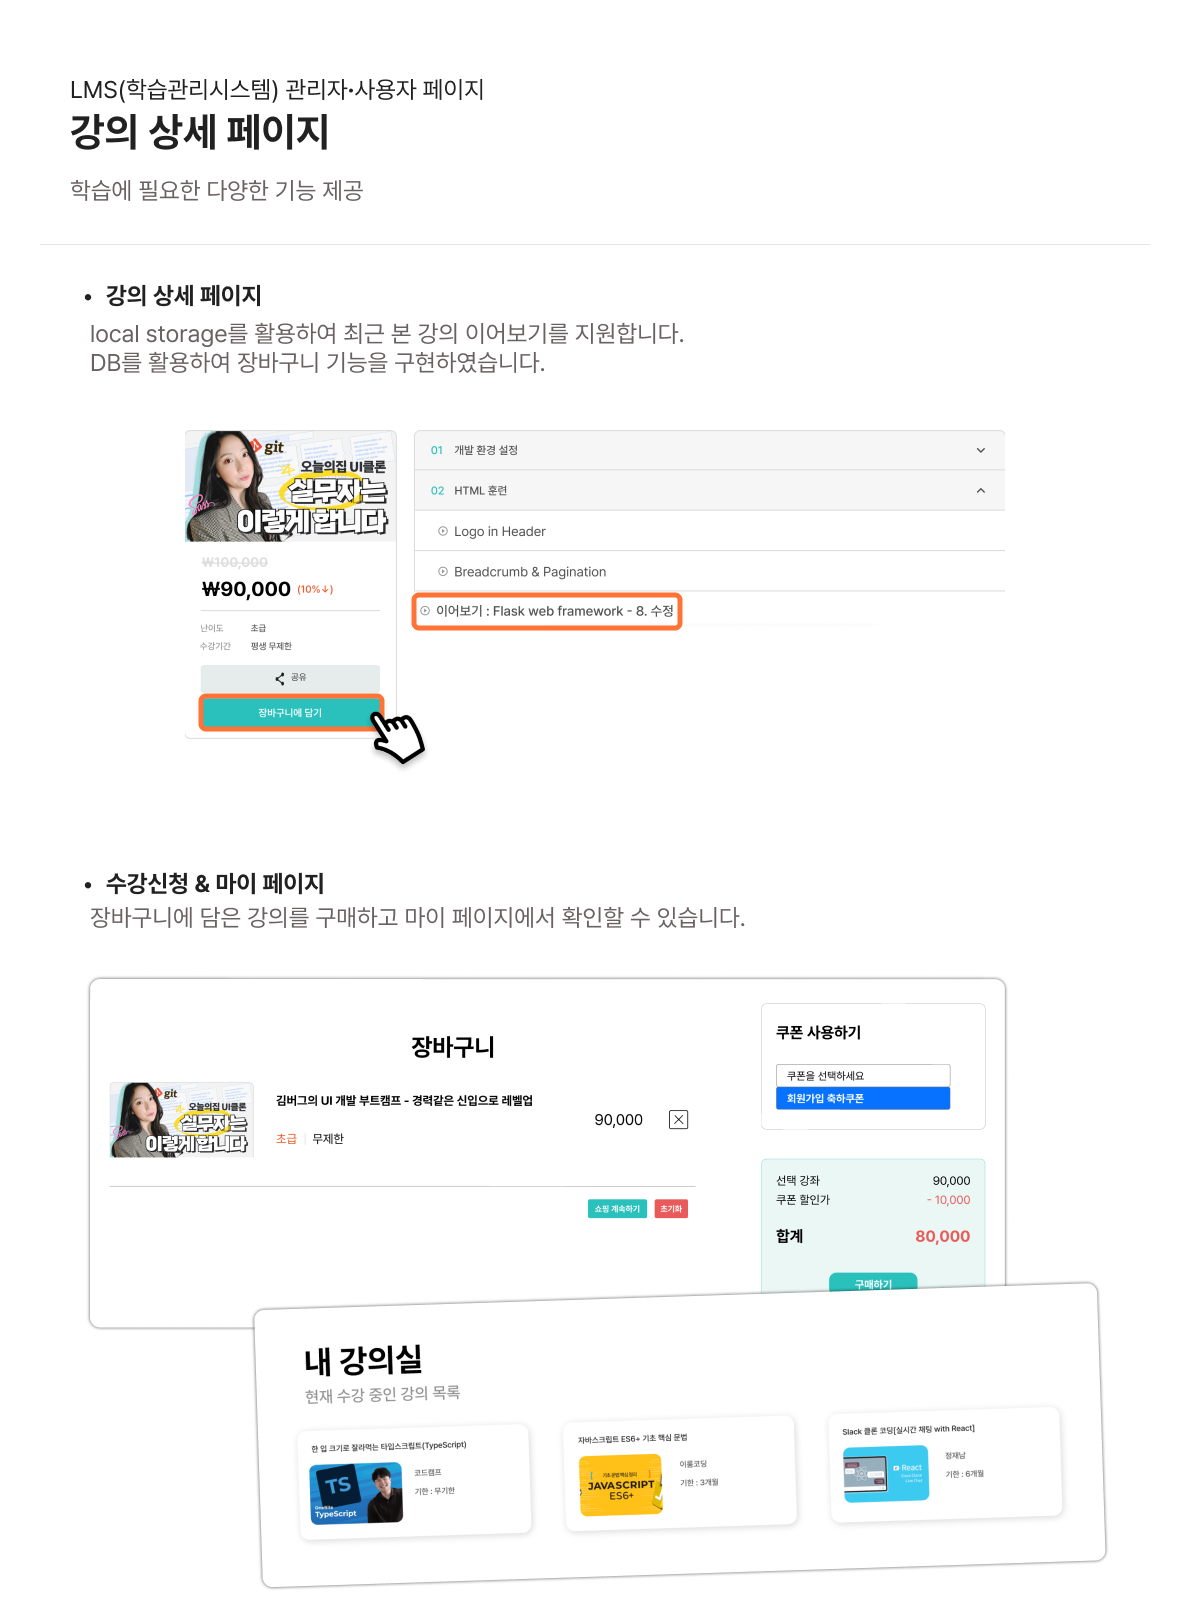 LMS(학습관리시스템) 관리자•사용자 페이지
강의 상세 페이지
학습에 필요한 다양한 기능 제공
• 강의 상세 페이지
local storage를 활용하여 최근 본 강의 이어보기를 지원합니다.
DB를 활용하여 장바구니 기능을 구현하였습니다.
git
오늘의집 UI클론
실무자는
이렇게 합니다
₩100,000
₩90,000 (10%↓)
난이도 초급
수강기간 평생 무제한
공유
장바구니에 담기
01 개발 환경 설정
02 HTML 훈련
Logo in Header
Breadcrumb & Pagination
이어보기 : Flask web framework - 8. 수정
• 수강신청 & 마이 페이지
장바구니에 담은 강의를 구매하고 마이 페이지에서 확인할 수 있습니다.
장바구니
git
오늘의집 UI클론
실무자는
이렇게 합니다
김버그의 UI 개발 부트캠프 - 경력같은 신입으로 레벨업
초급 | 무제한
90,000
쇼핑 계속하기 초기화
쿠폰 사용하기
쿠폰을 선택하세요
회원가입 축하쿠폰
선택 강좌 90,000
쿠폰 할인가 - 10,000
합계 80,000
구매하기
내 강의실
현재 수강 중인 강의 목록
한 입 크기로 잘라먹는 타입스크립트(TypeScript)
TS
OneBite
TypeScript
코드캠프
기한 : 무기한
자바스크립트 ES6+ 기초 핵심 문법
기초문법핵심정리
JAVASCRIPT
ES6+
이룸코딩
기한 : 3개월
Slack 클론 코딩[실시간 채팅 with React]
React
정재남
기한 : 6개월